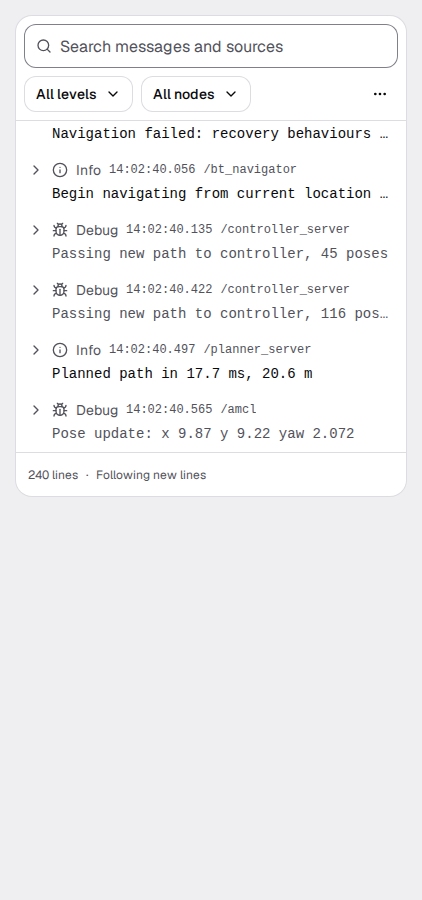 Search messages and sources
All levels
All nodes
Navigation failed: recovery behaviours …
Info 14:02:40.056 /bt_navigator
Begin navigating from current location …
Debug 14:02:40.135 /controller_server
Passing new path to controller, 45 poses
Debug 14:02:40.422 /controller_server
Passing new path to controller, 116 pos…
Info 14:02:40.497 /planner_server
Planned path in 17.7 ms, 20.6 m
Debug 14:02:40.565 /amcl
Pose update: x 9.87 y 9.22 yaw 2.072
240 lines · Following new lines